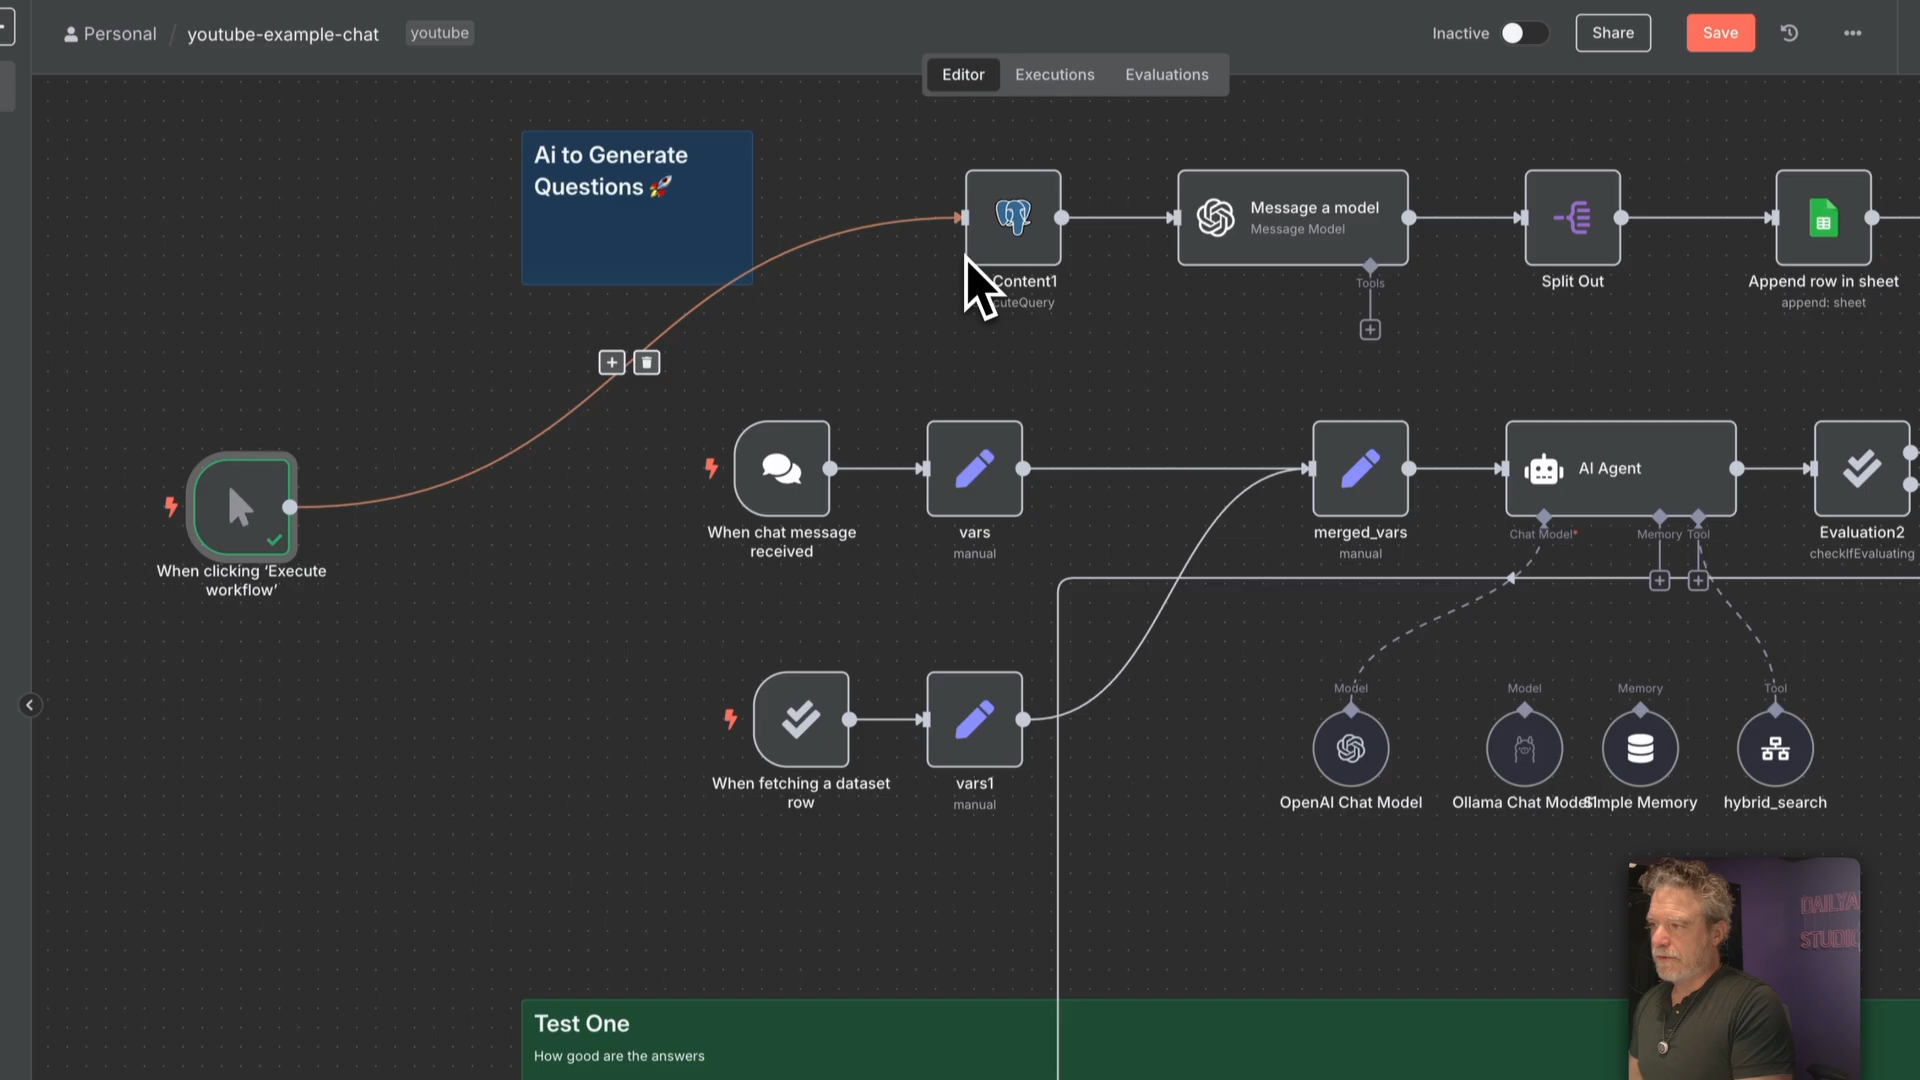 Personal / youtube-example-chat youtube
Inactive Share Save
Editor Executions Evaluations
Ai to Generate
Questions 🚀
Message a model
Message Model
Tools
Content1
cuteQuery
Split Out
Append row in sheet
append: sheet
When clicking ‘Execute
workflow’
When chat message
received
vars
manual
merged_vars
manual
AI Agent
Chat Model*
Memory
Tool
Evaluation2
checkIfEvaluating
When fetching a dataset
row
vars1
manual
Model
OpenAI Chat Model
Model
Ollama Chat Model
Memory
Simple Memory
Tool
hybrid_search
Test One
How good are the answers
DAILYA
STUDIO